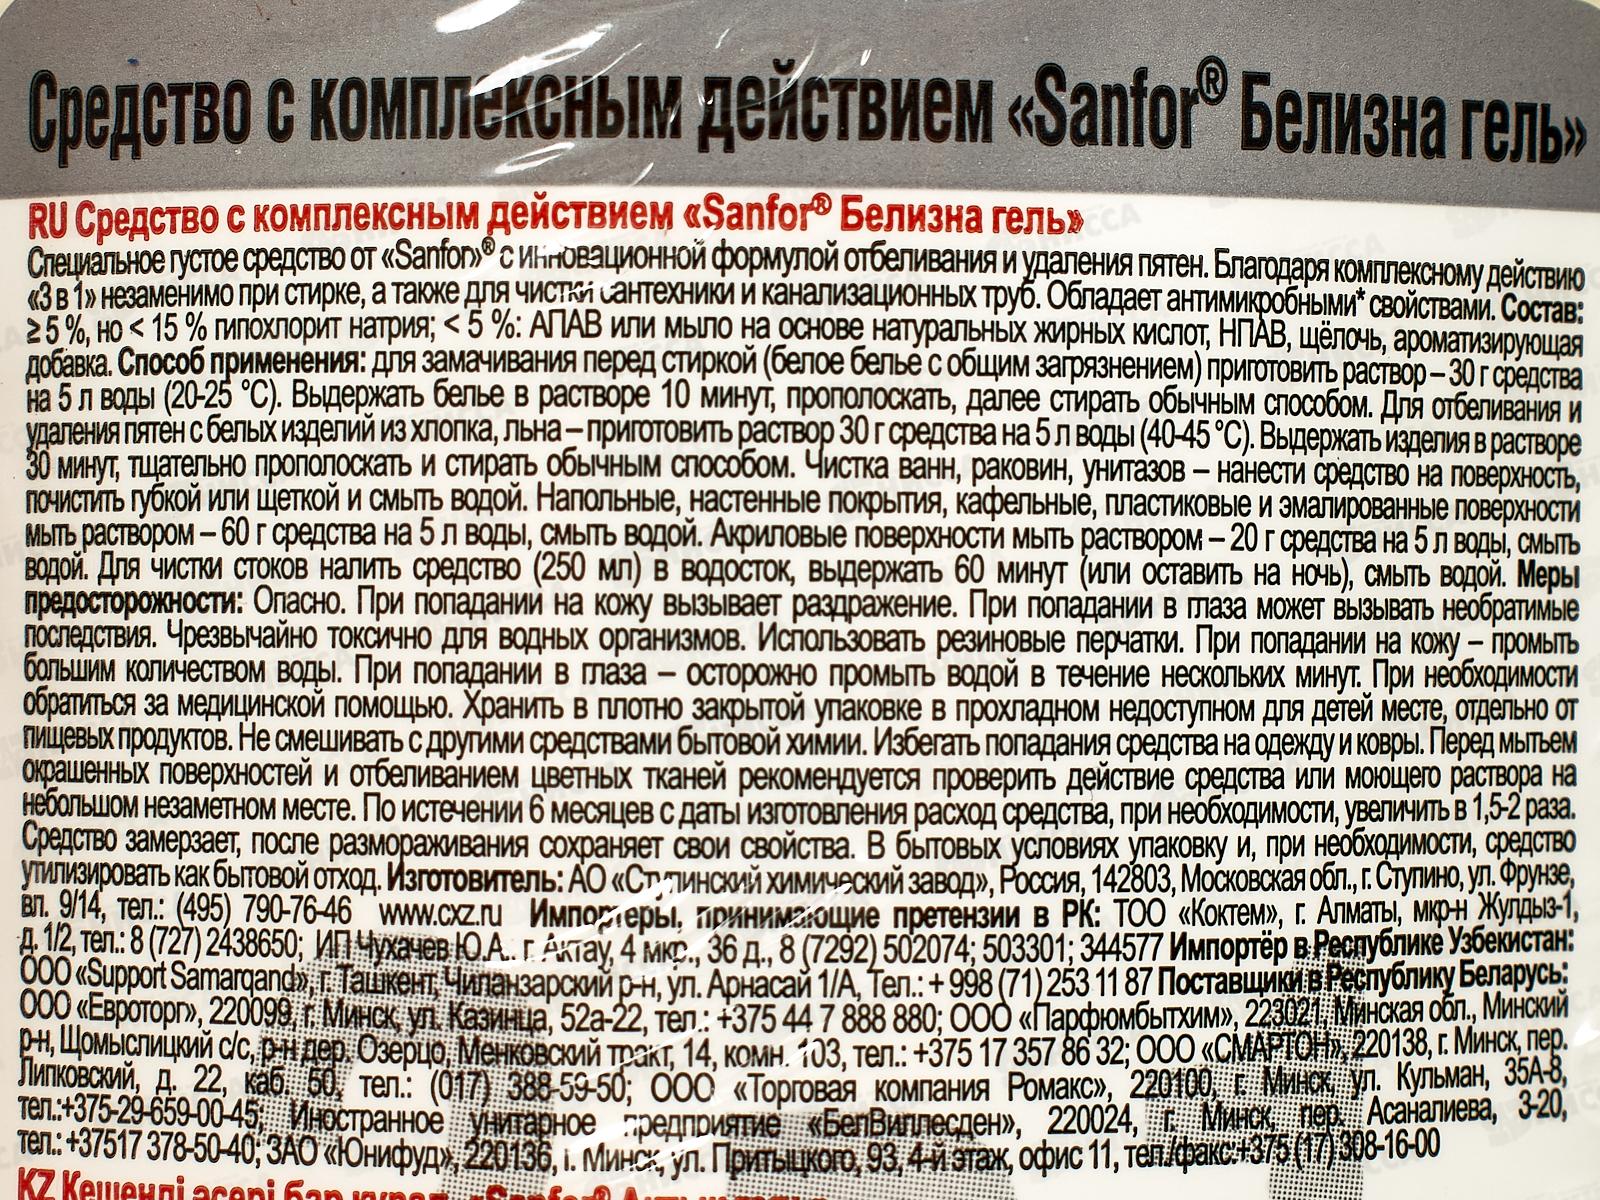 Средство с комплексным действием «Sanfor® Белизна гель»
RU Средство с комплексным действием «Sanfor® Белизна гель»
Специальное густое средство от «Sanfor»® с инновационной формулой отбеливания и удаления пятен. Благодаря комплексному действию
«3 в 1» незаменимо при стирке, а также для чистки сантехники и канализационных труб. Обладает антимикробными* свойствами. Состав:
≥ 5 %, но < 15 % гипохлорит натрия; < 5 %: АПАВ или мыло на основе натуральных жирных кислот, НПАВ, щёлочь, ароматизирующая
добавка. Способ применения: для замачивания перед стиркой (белое белье с общим загрязнением) приготовить раствор – 30 г средства
на 5 л воды (20-25 °C). Выдержать белье в растворе 10 минут, прополоскать, далее стирать обычным способом. Для отбеливания и
удаления пятен с белых изделий из хлопка, льна – приготовить раствор 30 г средства на 5 л воды (40-45 °C). Выдержать изделия в растворе
30 минут, тщательно прополоскать и стирать обычным способом. Чистка ванн, раковин, унитазов – нанести средство на поверхность,
почистить губкой или щеткой и смыть водой. Напольные, настенные покрытия, кафельные, пластиковые и эмалированные поверхности
мыть раствором – 60 г средства на 5 л воды, смыть водой. Акриловые поверхности мыть раствором – 20 г средства на 5 л воды, смыть
водой. Для чистки стоков налить средство (250 мл) в водосток, выдержать 60 минут (или оставить на ночь), смыть водой. Меры
предосторожности: Опасно. При попадании на кожу вызывает раздражение. При попадании в глаза может вызывать необратимые
последствия. Чрезвычайно токсично для водных организмов. Использовать резиновые перчатки. При попадании на кожу – промыть
большим количеством воды. При попадании в глаза – осторожно промыть водой в течение нескольких минут. При необходимости
обратиться за медицинской помощью. Хранить в плотно закрытой упаковке в прохладном недоступном для детей месте, отдельно от
пищевых продуктов. Не смешивать с другими средствами бытовой химии. Избегать попадания средства на одежду и ковры. Перед мытьем
окрашенных поверхностей и отбеливанием цветных тканей рекомендуется проверить действие средства или моющего раствора на
небольшом незаметном месте. По истечении 6 месяцев с даты изготовления расход средства, при необходимости, увеличить в 1,5-2 раза.
Средство замерзает, после размораживания сохраняет свои свойства. В бытовых условиях упаковку и, при необходимости, средство
утилизировать как бытовой отход. Изготовитель: АО «Ступинский химический завод», Россия, 142803, Московская обл., г. Ступино, ул. Фрунзе,
вл. 9/14, тел.: (495) 790-76-46 www.cxz.ru Импортеры, принимающие претензии в РК: ТОО «Коктем», г. Алматы, мкр-н Жулдыз-1,
д. 1/2, тел.: 8 (727) 2438650; ИП Чухачев Ю.А., г. Актау, 4 мкр., 36 д., 8 (7292) 502074; 503301; 344577 Импортёр в Республике Узбекистан:
ООО «Support Samarqand», г. Ташкент, Чиланзарский р-н, ул. Арнасай 1/А, Тел.: + 998 (71) 253 11 87 Поставщики в Республику Беларусь:
ООО «Евроторг», 220099, г. Минск, ул. Казинца, 52а-22, тел.: +375 44 7 888 880; ООО «Парфюмбытхим», 223021, Минская обл., Минский
р-н, Щомыслицкий с/с, р-н дер. Озерцо, Менковский тракт, 14, комн. 103, тел.: +375 17 357 86 32; ООО «СМАРТОН», 220138, г. Минск, пер.
Липковский, д. 22, каб. 50, тел.: (017) 388-59-50; ООО «Торговая компания Ромакс», 220100, г. Минск, ул. Кульман, 35А-8,
тел.:+375-29-659-00-45; Иностранное унитарное предприятие «БелВиллесден», 220024, г. Минск, пер. Асаналиева, 3-20,
тел.: +37517 378-50-40; ЗАО «Юнифуд», 220136, г. Минск, ул. Притыцкого, 93, 4-й этаж, офис 11, тел./факс:+375 (17) 308-16-00
KZ Кешенді әсері бар құрал «Sanfor®